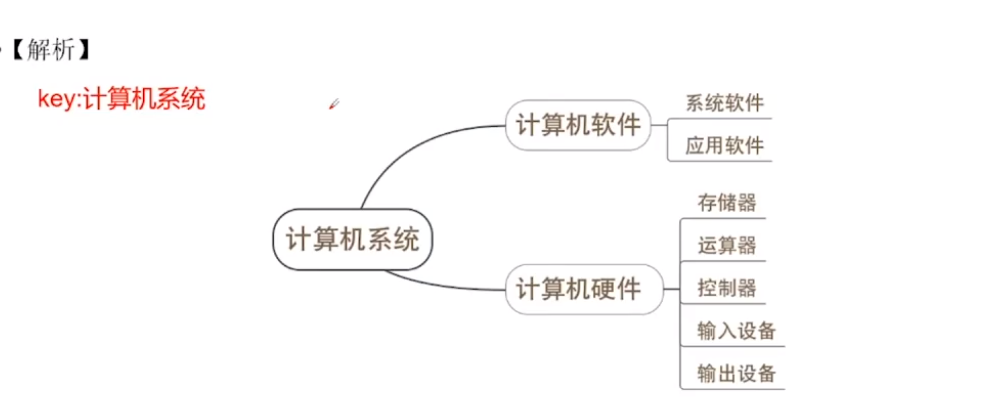 【解析】
key:计算机系统
计算机系统
计算机软件
系统软件
应用软件
计算机硬件
存储器
运算器
控制器
输入设备
输出设备